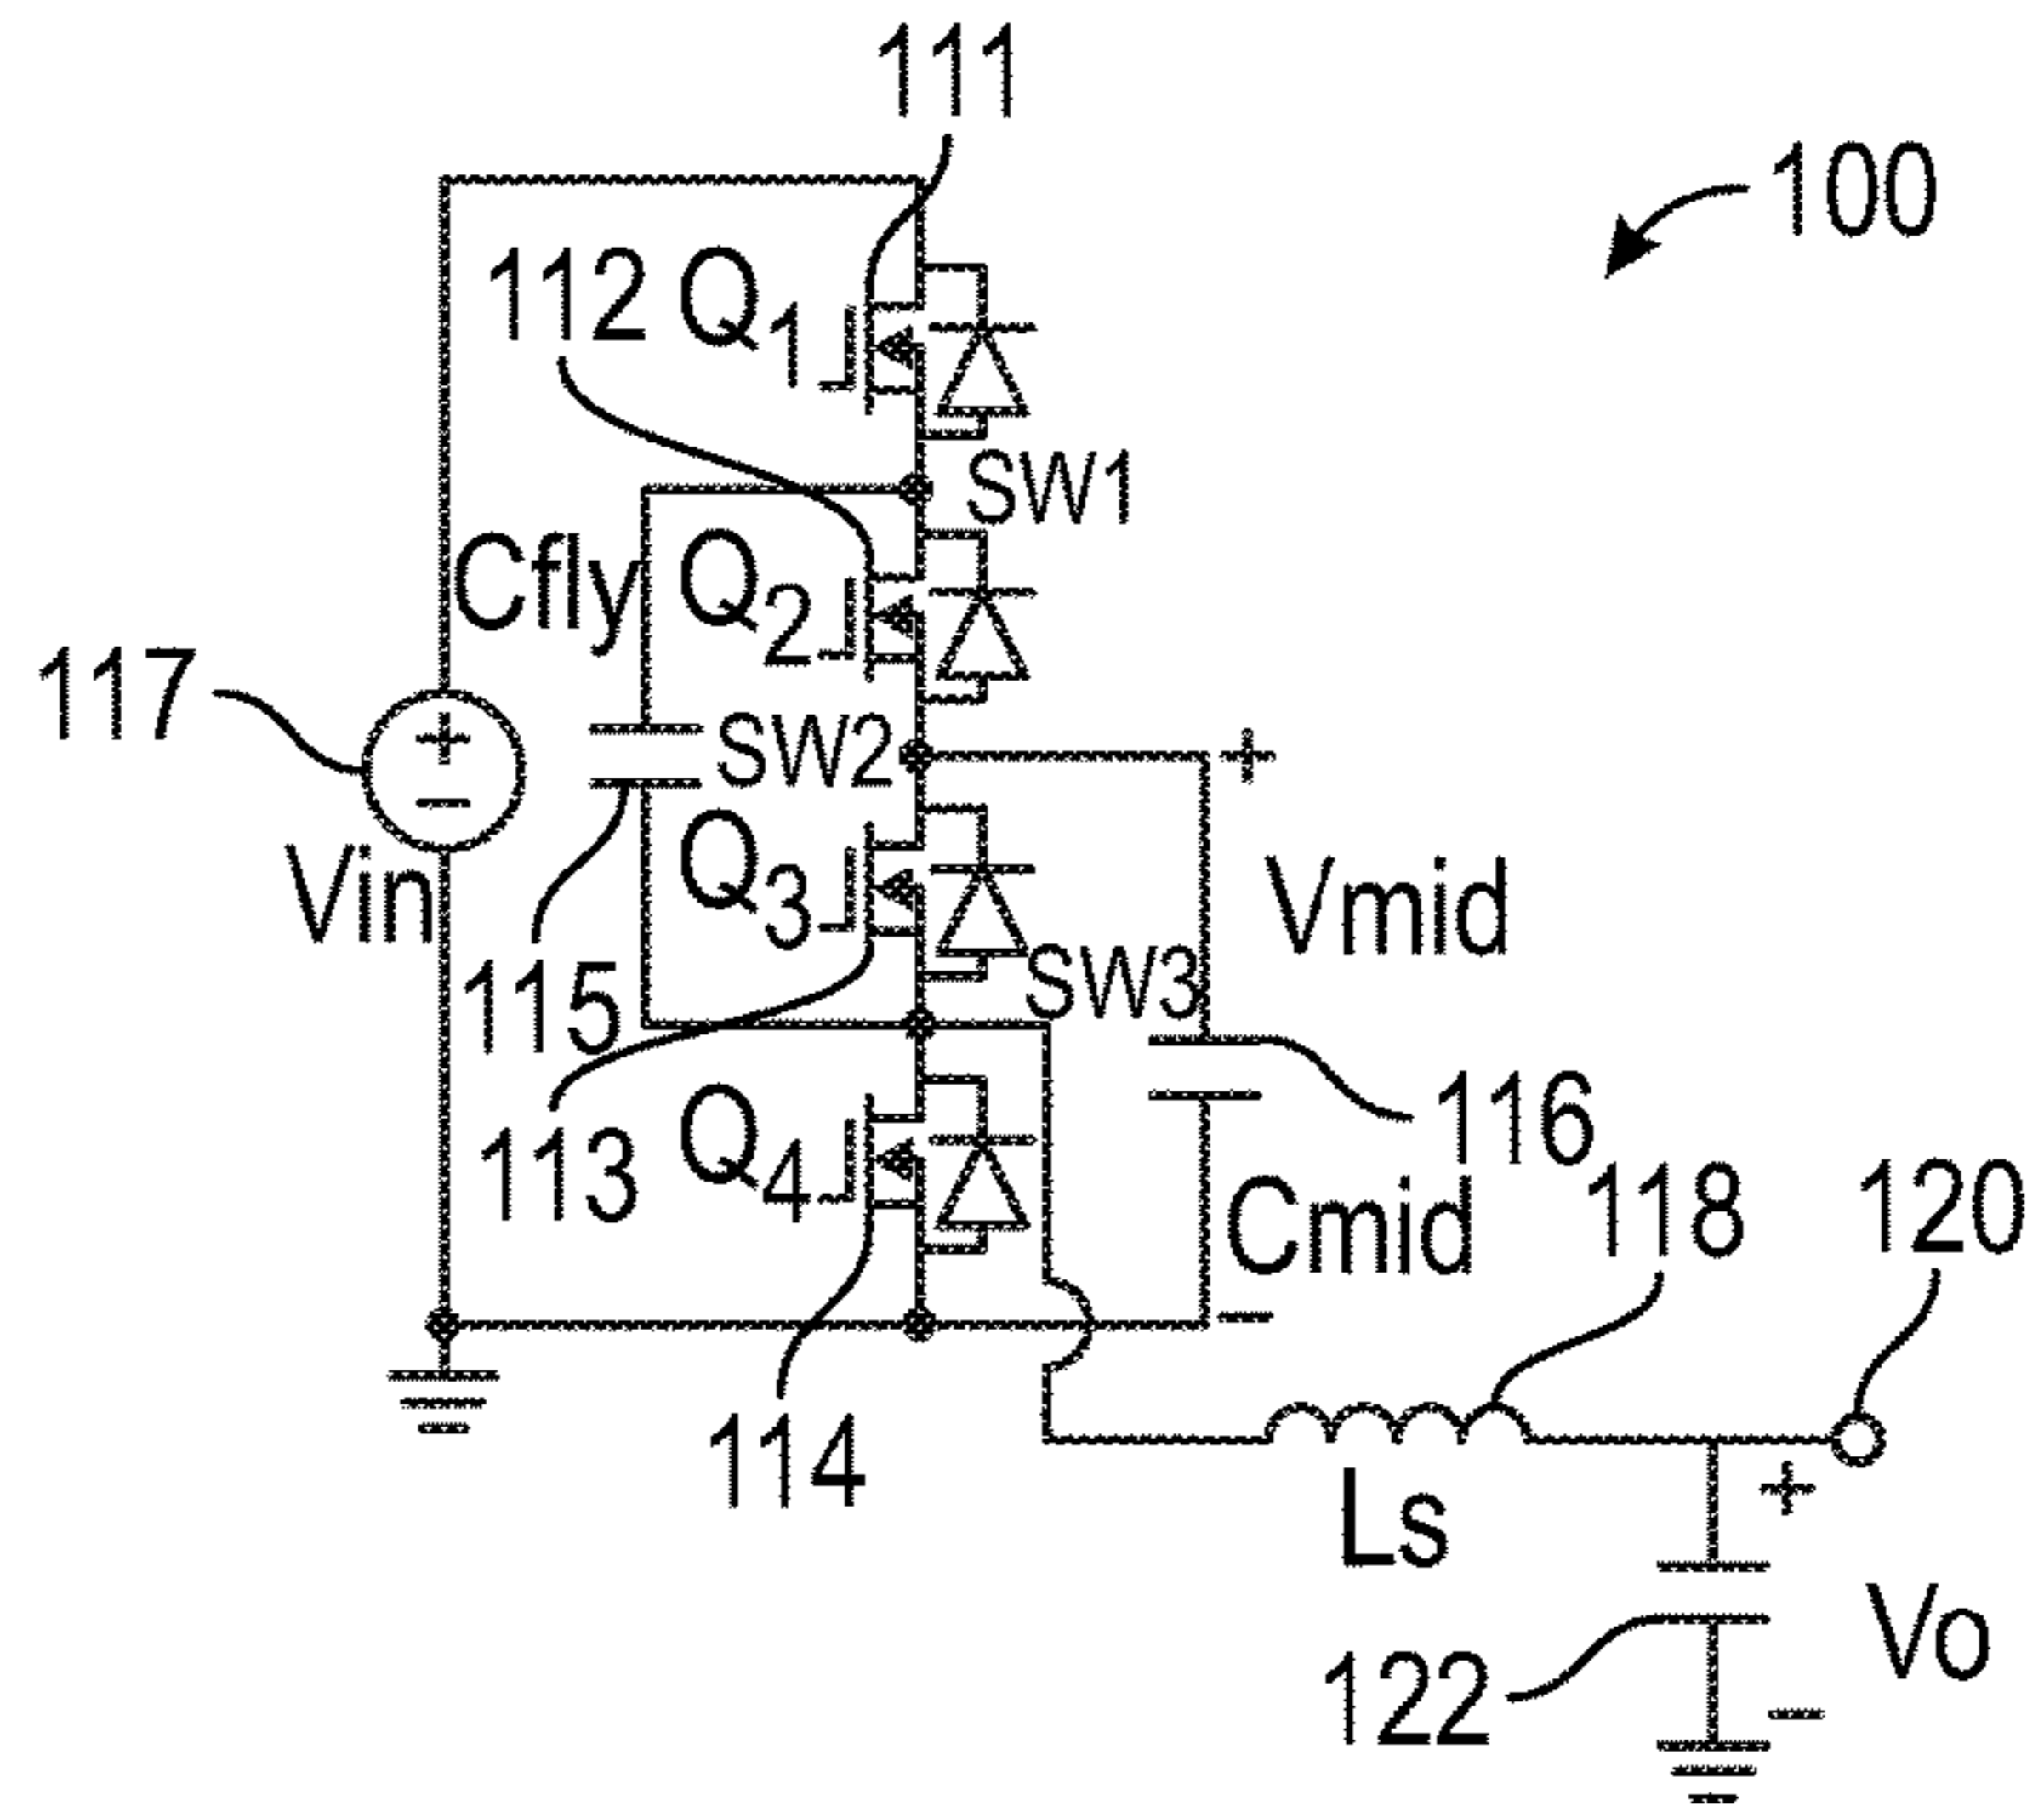 111
100
112 Q1
SW1
Cfly Q2
117
SW2
+
+
−
Q3
Vin
Vmid
115
SW3
113
Q4
116
Cmid
118
120
−
114
Ls
+
Vo
122
−